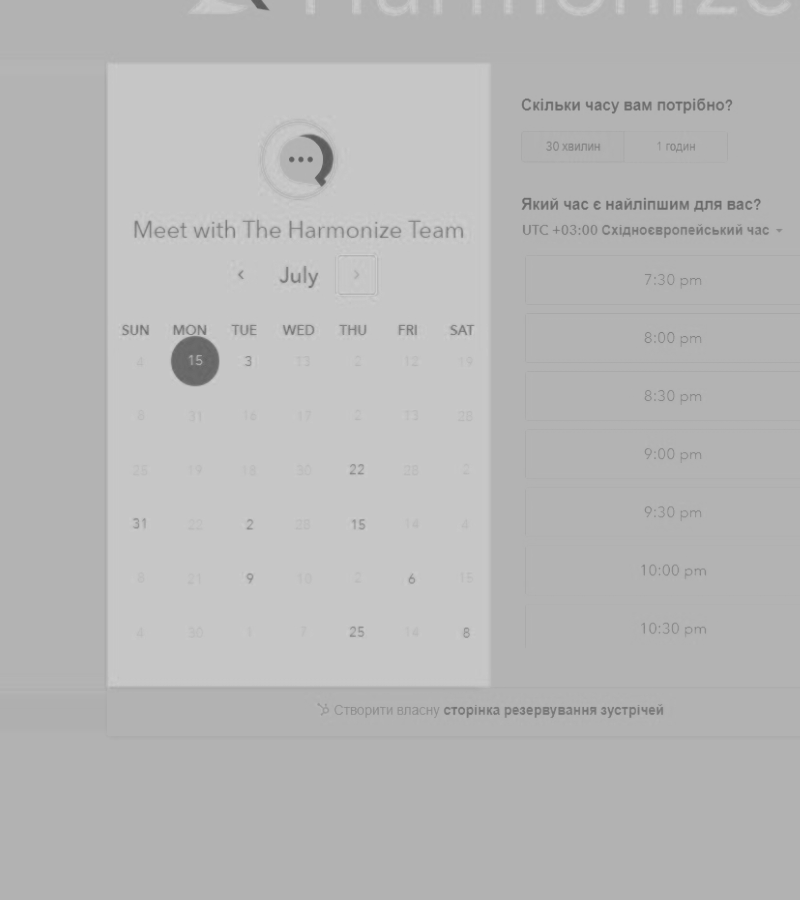 Harmonize
Meet with The Harmonize Team
July
SUN MON TUE WED THU FRI SAT
4 15 3 13 2 12 19
8 31 16 17 2 13 28
25 19 18 30 22 28 2
31 22 2 26 15 14 4
8 21 9 10 2 6 15
4 30 1 7 25 14 8
Скільки часу вам потрібно?
30 хвилин 1 годин
Який час є найліпшим для вас?
UTC +03:00 Східноєвропейський час
7:30 pm
8:00 pm
8:30 pm
9:00 pm
9:30 pm
10:00 pm
10:30 pm
Створити власну сторінка резервування зустрічей